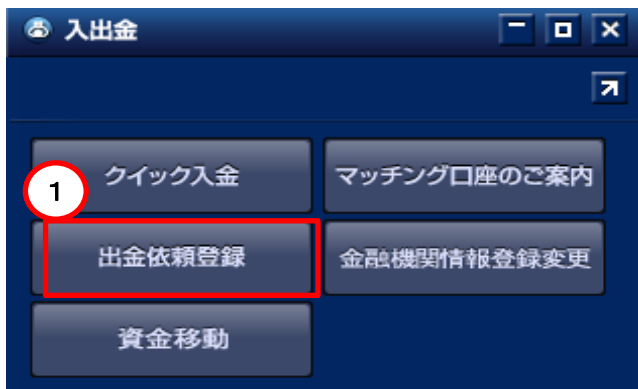 入出金
クイック入金
マッチング口座のご案内
1
出金依頼登録
金融機関情報登録変更
資金移動